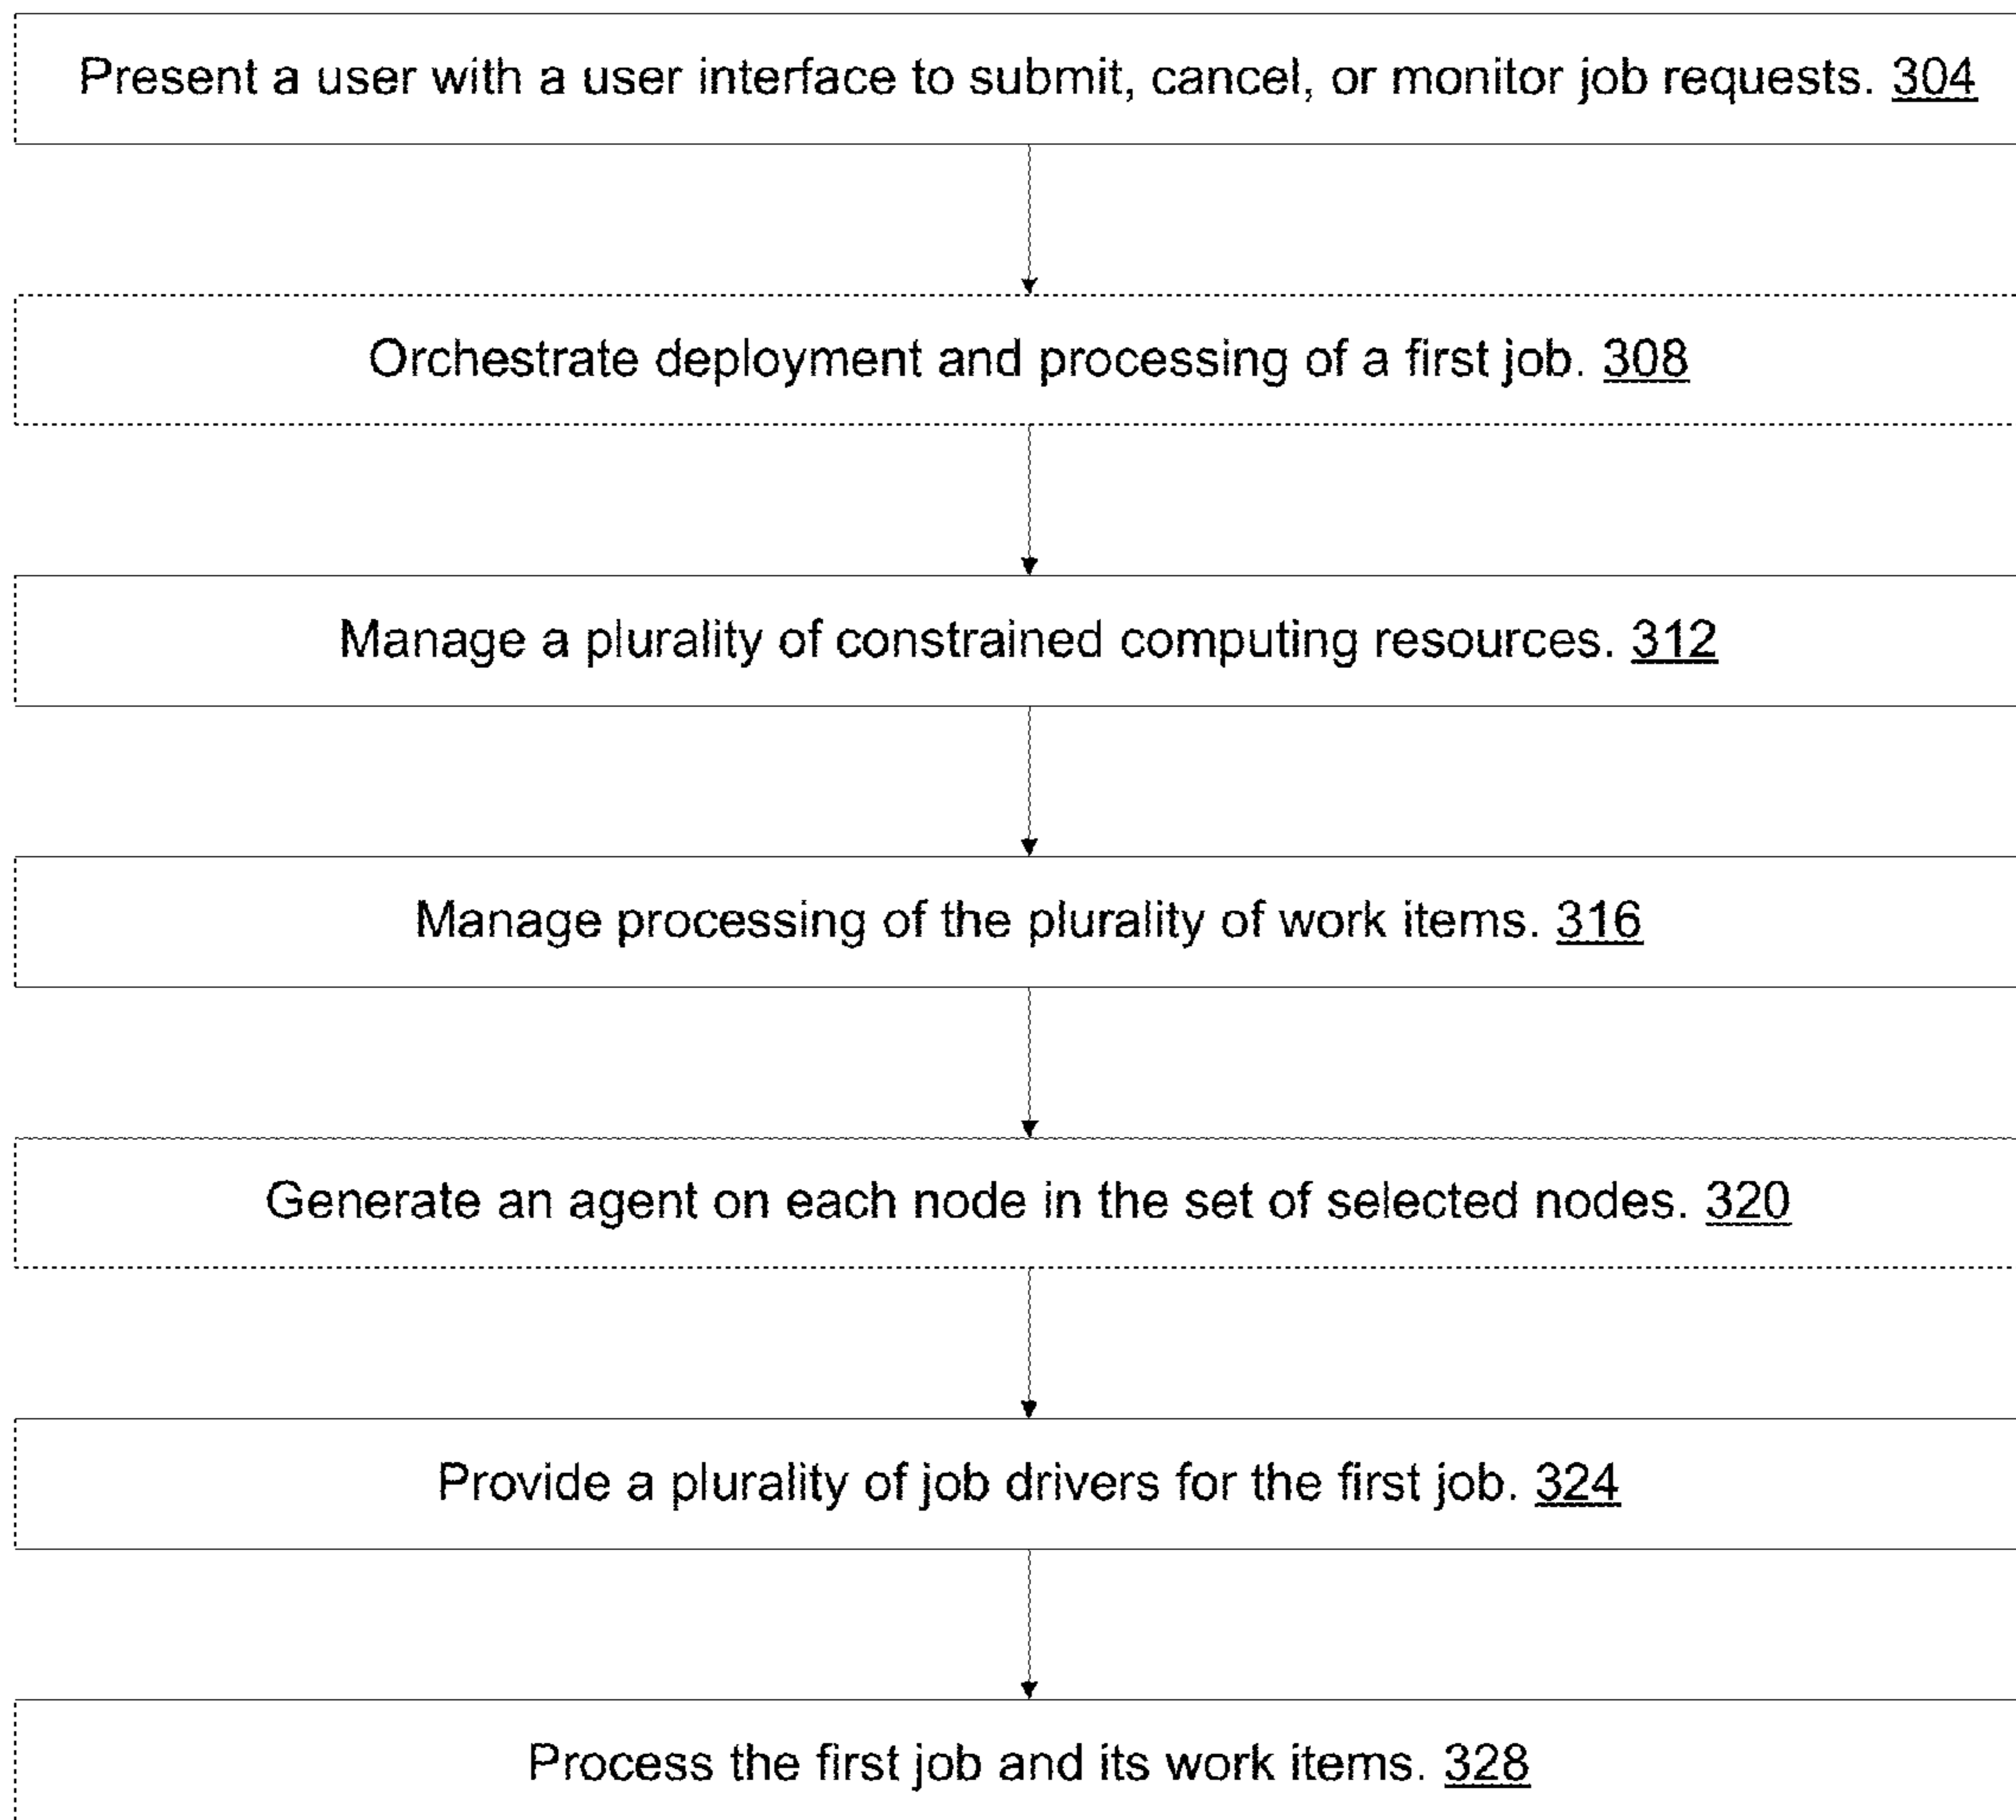 Present a user with a user interface to submit, cancel, or monitor job requests. 304
Orchestrate deployment and processing of a first job. 308
Manage a plurality of constrained computing resources. 312
Manage processing of the plurality of work items. 316
Generate an agent on each node in the set of selected nodes. 320
Provide a plurality of job drivers for the first job. 324
Process the first job and its work items. 328